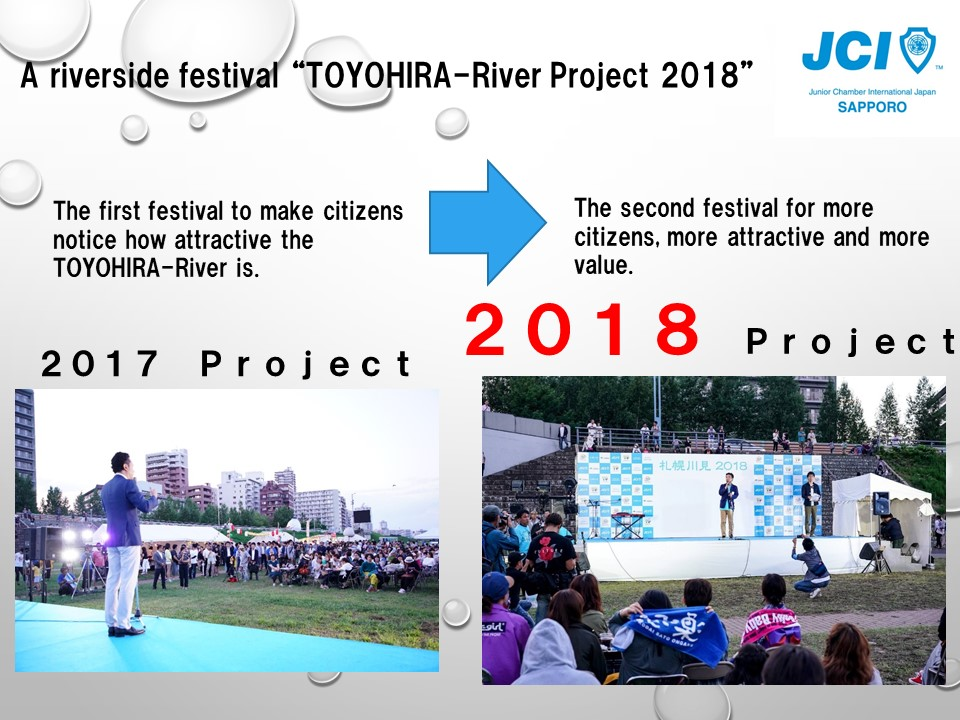 A riverside festival “TOYOHIRA-River Project 2018”
JCI
TM
Junior Chamber International Japan
SAPPORO
The first festival to make citizens
notice how attractive the
TOYOHIRA-River is.
The second festival for more
citizens, more attractive and more
value.
２０１７ Ｐｒｏｊｅｃｔ
２０１８ Ｐｒｏｊｅｃｔ
札幌川見 2018